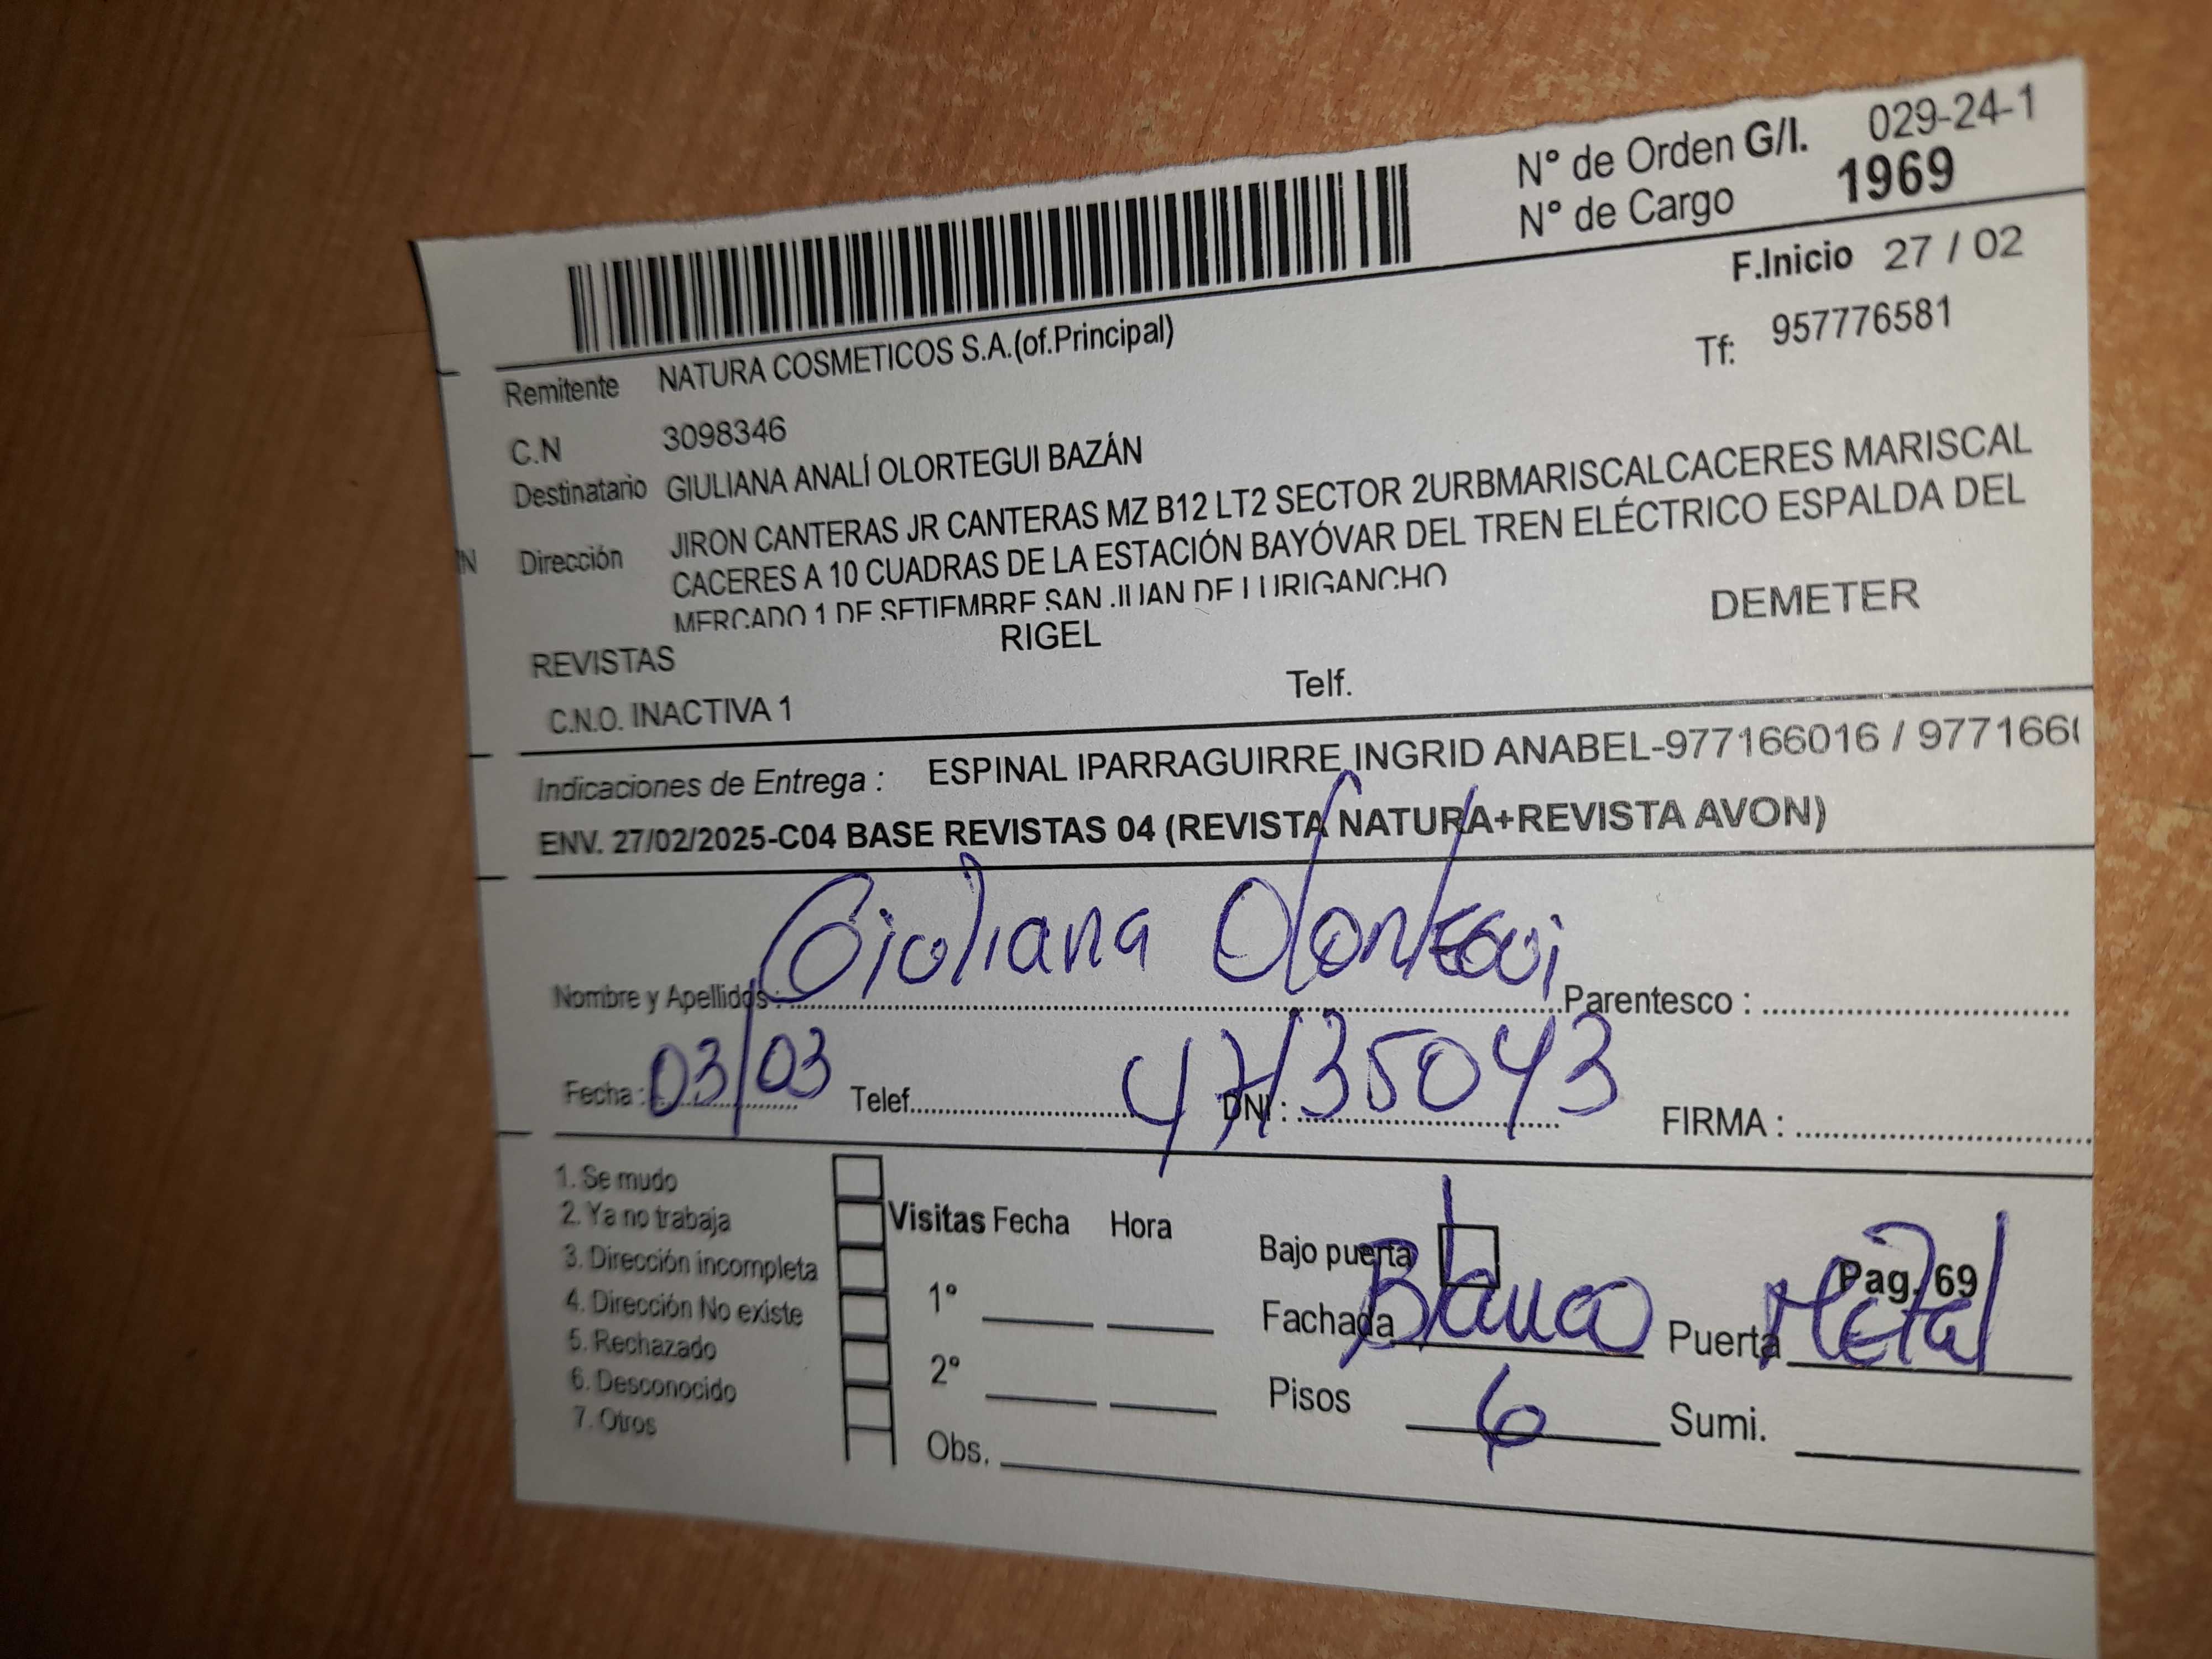 N° de Orden G/I. 029-24-1
N° de Cargo 1969
F.Inicio 27 / 02
Remitente NATURA COSMETICOS S.A.(of.Principal) Tf: 957776581
C.N 3098346
Destinatario GIULIANA ANALÍ OLORTEGUI BAZÁN
N Dirección JIRON CANTERAS JR CANTERAS MZ B12 LT2 SECTOR 2URBMARISCALCACERES MARISCAL
CACERES A 10 CUADRAS DE LA ESTACIÓN BAYÓVAR DEL TREN ELÉCTRICO ESPALDA DEL
MERCADO 1 DE SETIEMBRE SAN JUAN DE LURIGANCHO
REVISTAS RIGEL DEMETER
C.N.O. INACTIVA 1 Telf.
Indicaciones de Entrega : ESPINAL IPARRAGUIRRE INGRID ANABEL-977166016 / 977166
ENV. 27/02/2025-C04 BASE REVISTAS 04 (REVISTA NATURA+REVISTA AVON)
Nombre y Apellidos : Giuliana Olortegui Parentesco :
Fecha : 03/03 Telef. DNI : 47135043 FIRMA :
1. Se mudo
2. Ya no trabaja
3. Dirección incompleta
4. Dirección No existe
5. Rechazado
6. Desconocido
7. Otros
Visitas Fecha Hora
1°
2°
Obs.
Bajo puerta Pag. 69
Fachada Blanco Puerta Metal
Pisos 6 Sumi.